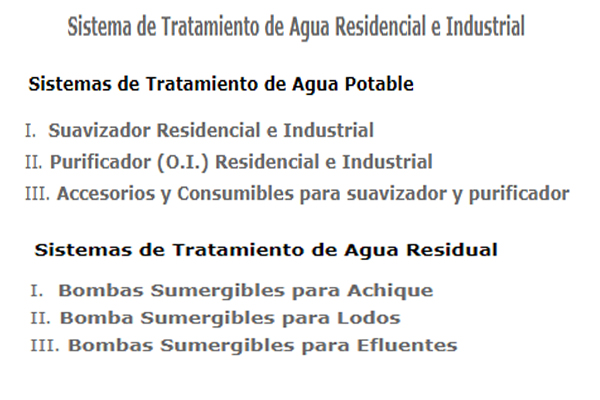 Sistema de Tratamiento de Agua Residencial e Industrial
Sistemas de Tratamiento de Agua Potable
I. Suavizador Residencial e Industrial
II. Purificador (O.I.) Residencial e Industrial
III. Accesorios y Consumibles para suavizador y purificador
Sistemas de Tratamiento de Agua Residual
I. Bombas Sumergibles para Achique
II. Bomba Sumergibles para Lodos
III. Bombas Sumergibles para Efluentes